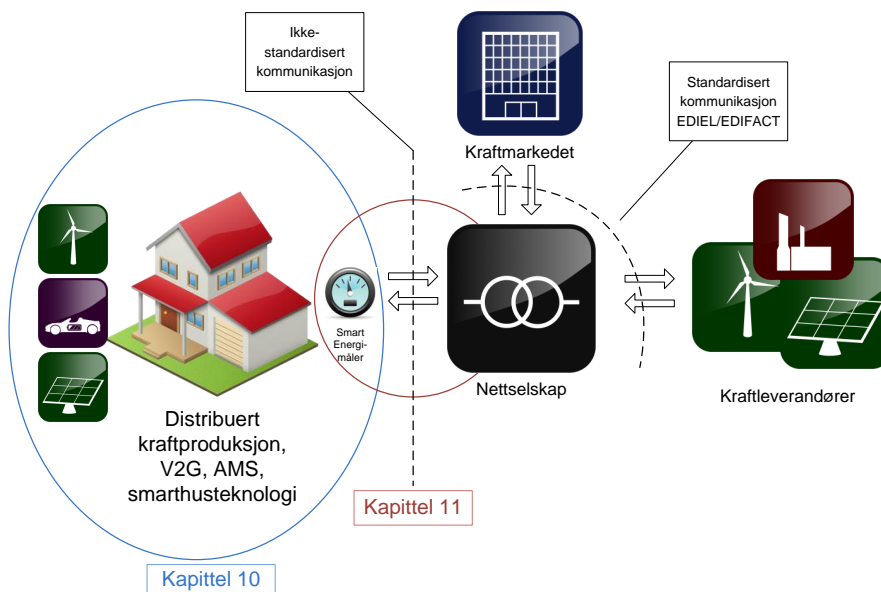 Ikke-
standardisert
kommunikasjon
Standardisert
kommunikasjon
EDIEL/EDIFACT
Kraftmarkedet
Smart
Energi-
måler
Nettselskap
Kraftleverandører
Distribuert
kraftproduksjon,
V2G, AMS,
smarthusteknologi
Kapittel 11
Kapittel 10